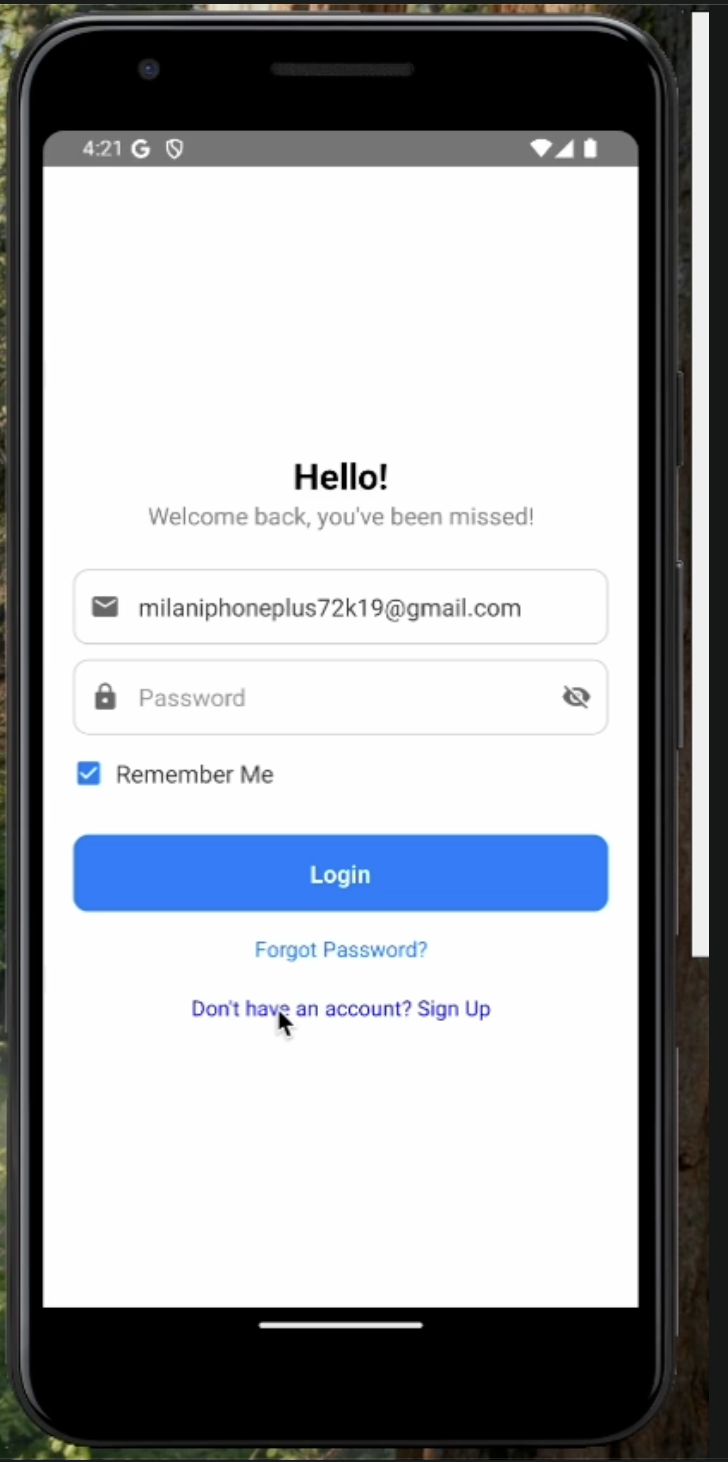 4:21
Hello!
Welcome back, you've been missed!
milaniphoneplus72k19@gmail.com
Password
Remember Me
Login
Forgot Password?
Don't have an account? Sign Up